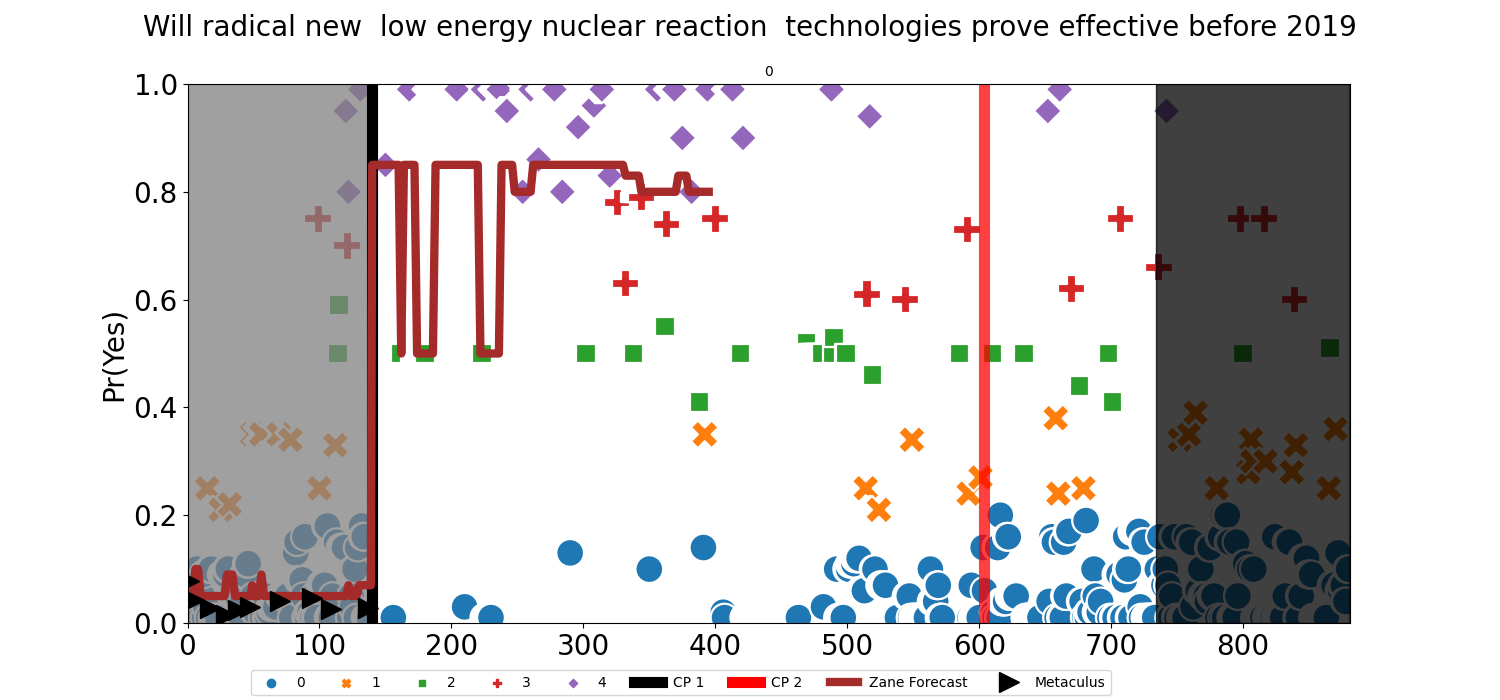 Will radical new  low energy nuclear reaction  technologies prove effective before 2019
0
1.0
0.8
0.6
0.4
0.2
0.0
Pr(Yes)
0 100 200 300 400 500 600 700 800
0 1 2 3 4 CP 1 CP 2 Zane Forecast Metaculus